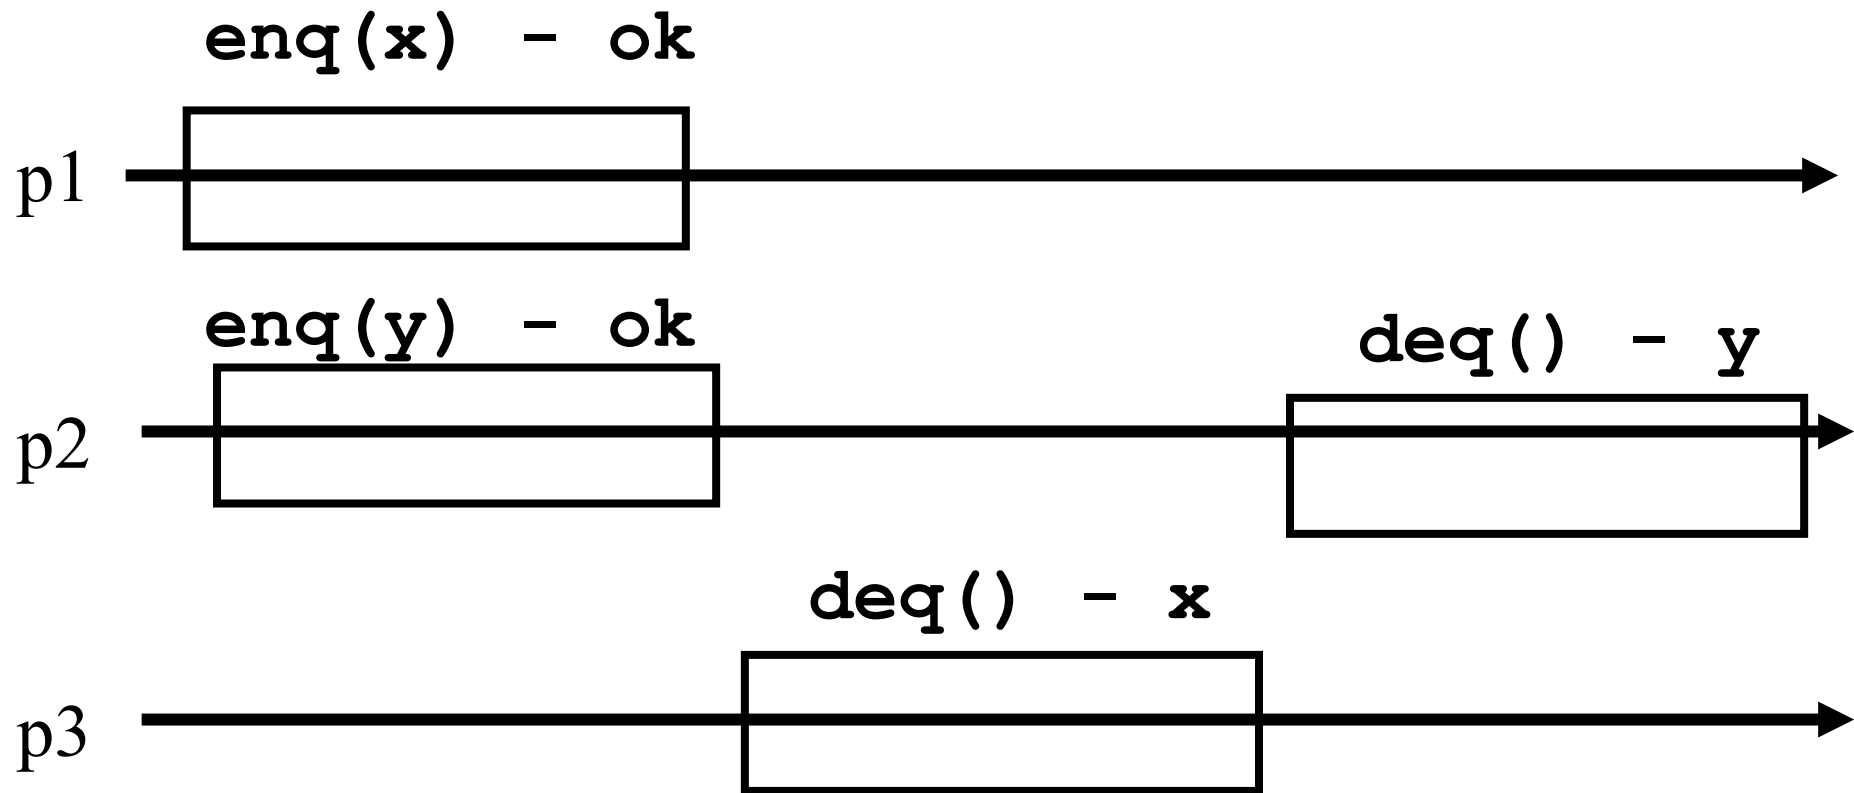 enq(x) - ok
p1
enq(y) - ok
deq() - y
p2
deq() - x
p3